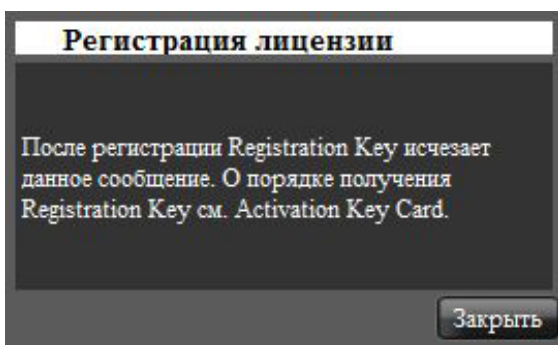 Регистрация лицензии
После регистрации Registration Key исчезает
данное сообщение. О порядке получения
Registration Key см. Activation Key Card.
Закрыть